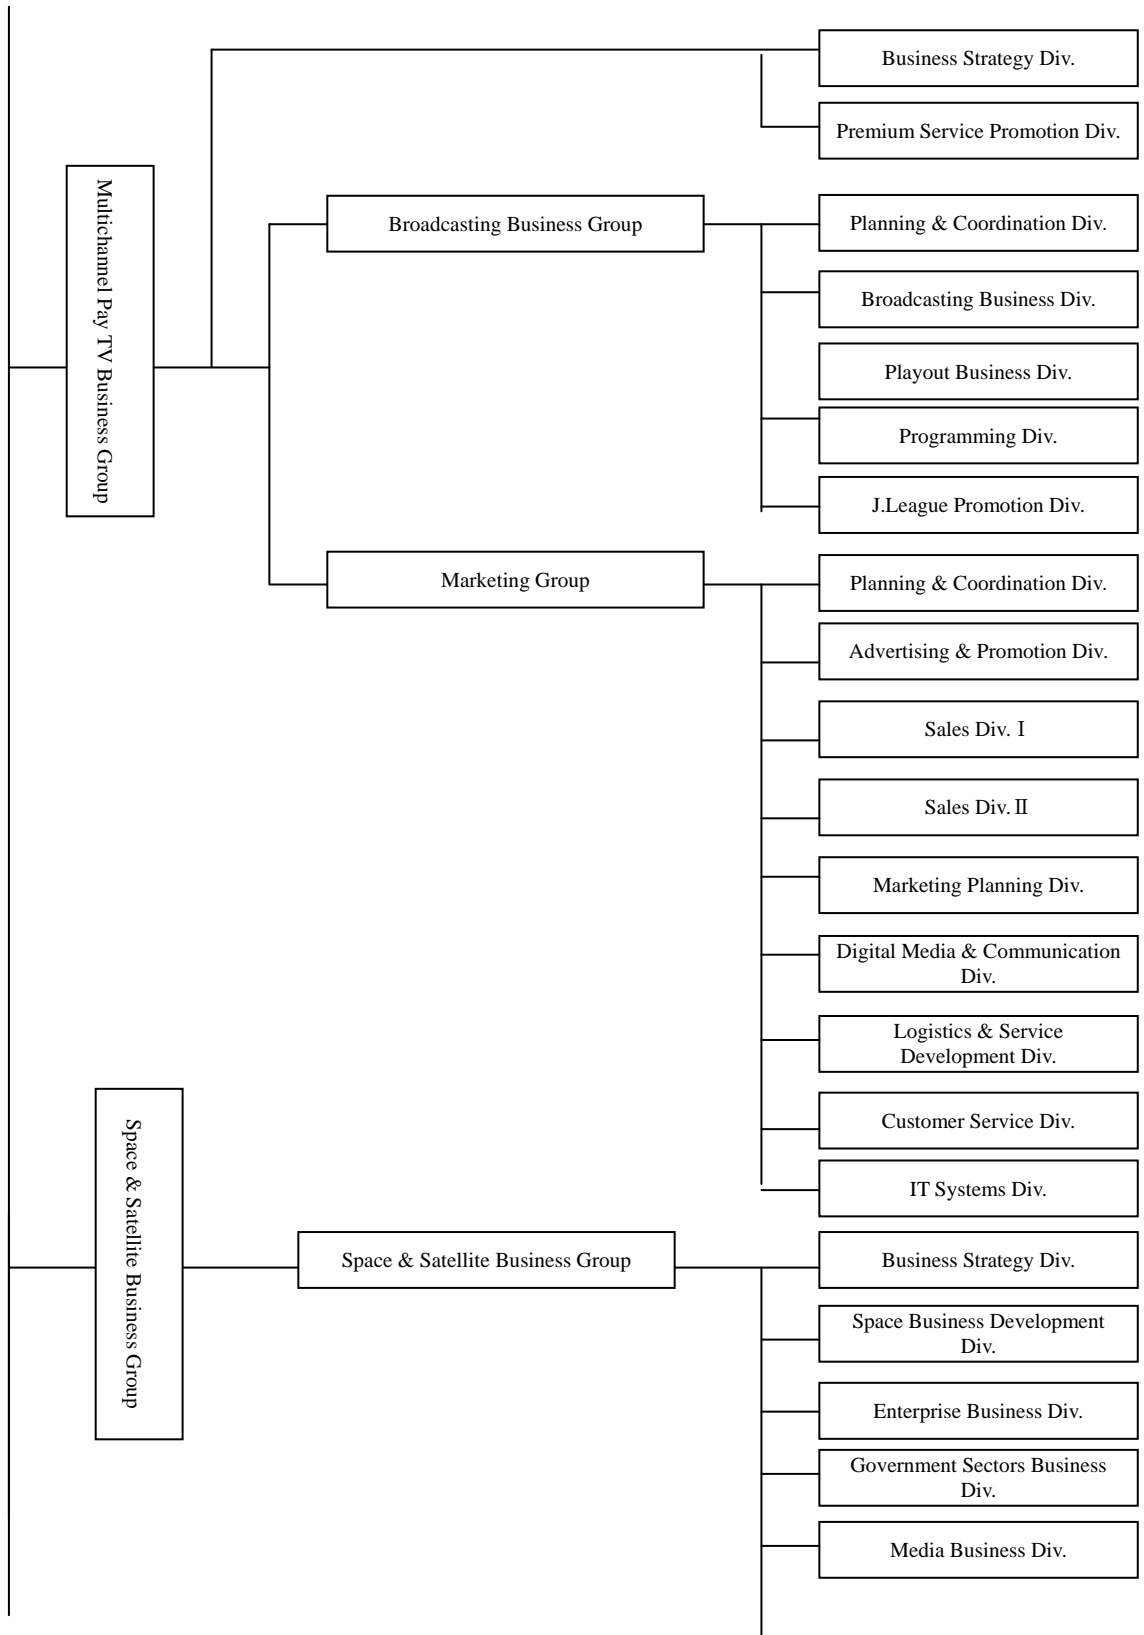 Business Strategy Div.
Premium Service Promotion Div.
Multichannel Pay TV Business Group
Broadcasting Business Group
Planning & Coordination Div.
Broadcasting Business Div.
Playout Business Div.
Programming Div.
J.League Promotion Div.
Marketing Group
Planning & Coordination Div.
Advertising & Promotion Div.
Sales Div. Ⅰ
Sales Div. Ⅱ
Marketing Planning Div.
Digital Media & Communication
Div.
Logistics & Service
Development Div.
Customer Service Div.
IT Systems Div.
Space & Satellite Business Group
Space & Satellite Business Group
Business Strategy Div.
Space Business Development
Div.
Enterprise Business Div.
Government Sectors Business
Div.
Media Business Div.